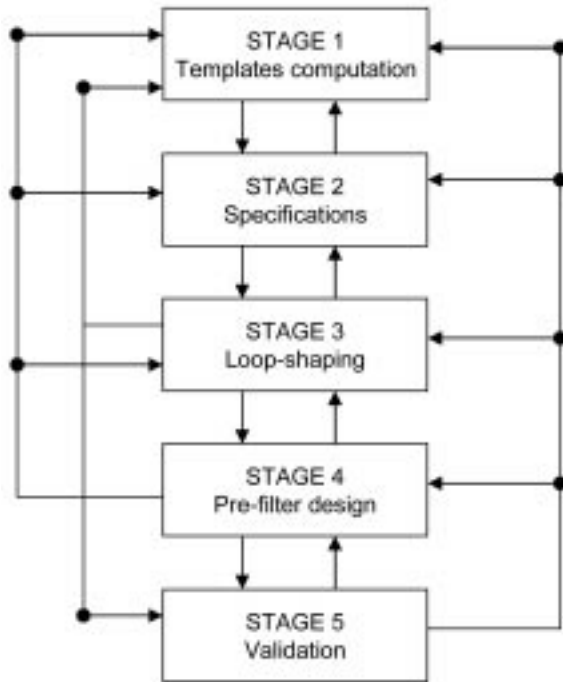 STAGE 1
Templates computation
STAGE 2
Specifications
STAGE 3
Loop-shaping
STAGE 4
Pre-filter design
STAGE 5
Validation